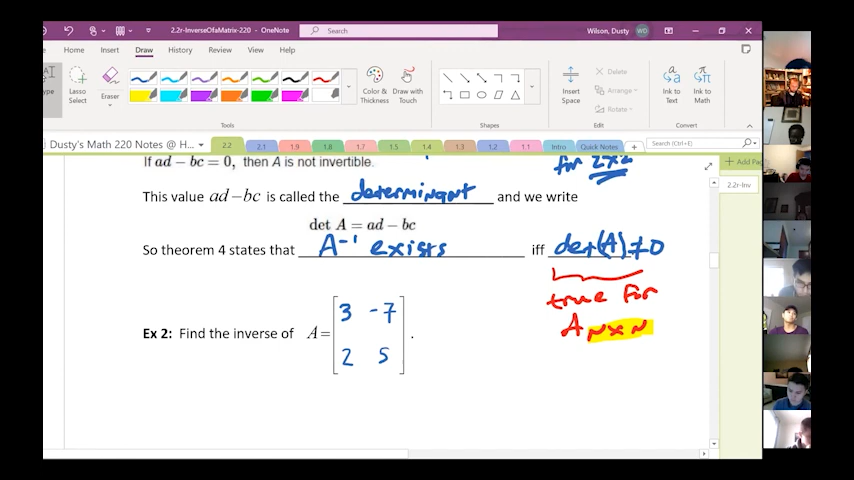 2.2r-InverseOfaMatrix-220 - OneNote
Search
Wilson, Dusty
WD
Home Insert Draw History Review View Help
Type
Lasso Select
Eraser
Color & Thickness
Draw with Touch
Insert Space
Delete
Arrange
Rotate
Ink to Text
Ink to Math
Tools
Shapes
Edit
Convert
Dusty's Math 220 Notes @ H...
2.2 2.1 1.9 1.8 1.7 1.5 1.4 1.3 1.2 1.1 Intro Quick Notes +
Search (Ctrl+E)
Add Pag
2.2r-Inv
If ad − bc = 0, then A is not invertible.
for 2x2
This value ad − bc is called the determinant and we write
det A = ad − bc
So theorem 4 states that A⁻¹ exists iff det(A) ≠ 0
true for
A n x n
Ex 2: Find the inverse of A = [3 -7
2 5] .